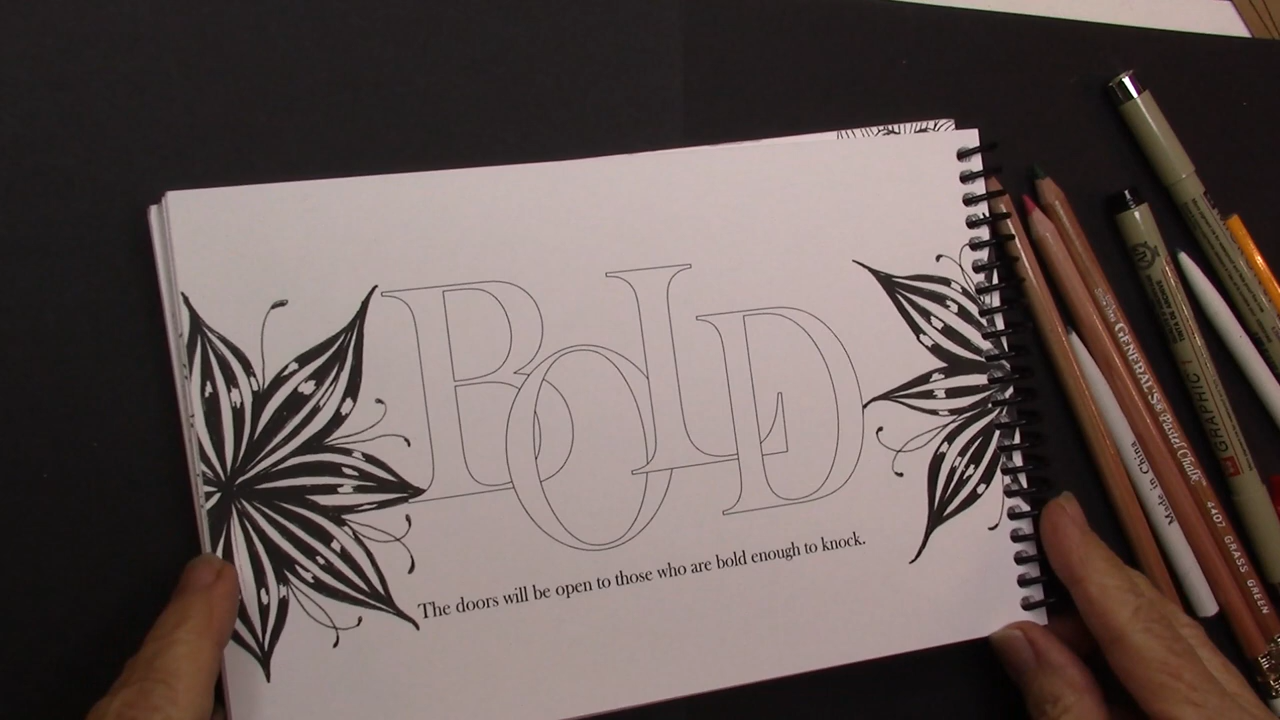 BOLD
The doors will be open to those who are bold enough to knock.
GENERAL'S® Pastel Chalk 4407 GRASS GREEN
Made in China
GRAPHIC 1